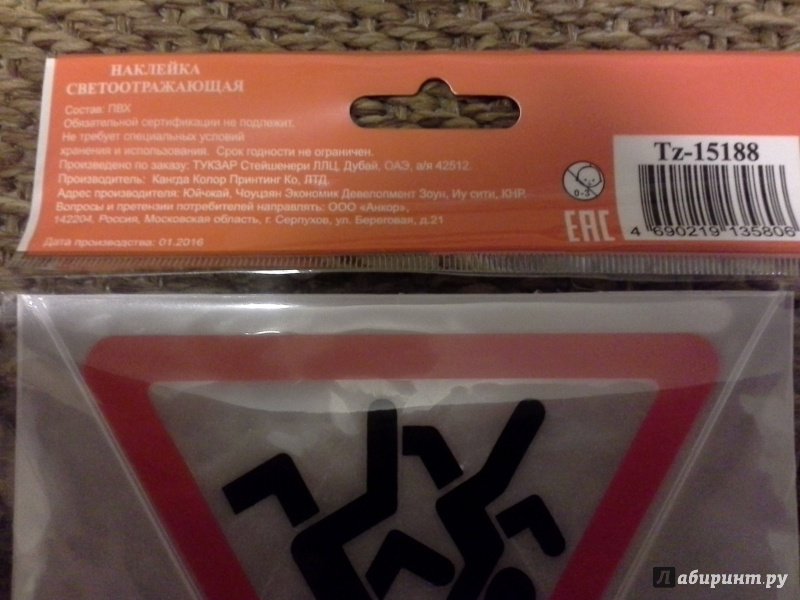 НАКЛЕЙКА
СВЕТООТРАЖАЮЩАЯ
Состав: ПВХ
Обязательной сертификации не подлежит.
Не требует специальных условий
хранения и использования. Срок годности не ограничен.
Произведено по заказу: ТУКЗАР Стейшенери ЛЛЦ, Дубай, ОАЭ, а/я 42512.
Производитель: Кангда Колор Принтинг Ко, ЛТД.
Адрес производителя: Юйчжай, Чоуцзян Экономик Девелопмент Зоун, Иу сити, КНР.
Вопросы и претензии потребителей направлять: ООО «Анкор»,
142204, Россия, Московская область, г. Серпухов, ул. Береговая, д.21
Дата производства: 01.2016
0-3
EAC
Tz-15188
4 690219 135806
Лабиринт.ру